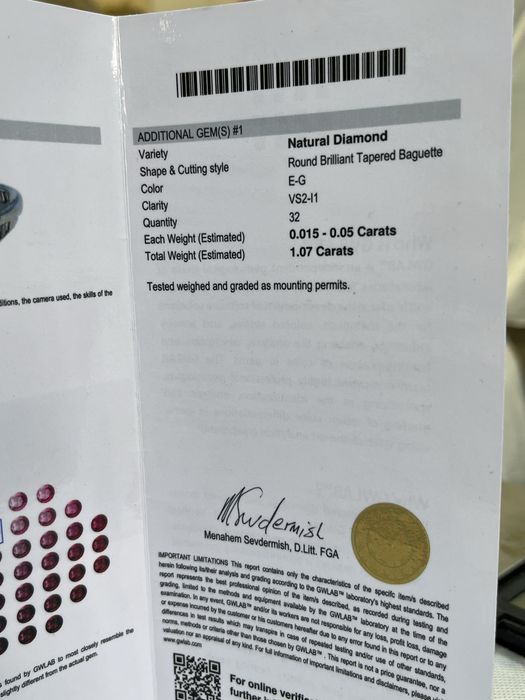 ADDITIONAL GEM(S) #1
Variety Natural Diamond
Shape & Cutting style Round Brilliant Tapered Baguette
Color E-G
Clarity VS2-I1
Quantity 32
Each Weight (Estimated) 0.015 - 0.05 Carats
Total Weight (Estimated) 1.07 Carats
Tested weighed and graded as mounting permits.
ditions, the camera used, the skills of the
Menahem Sevdermish, D.Litt. FGA
IMPORTANT LIMITATIONS This report contains only the characteristics of the specific item/s described
herein following its/their analysis and grading according to the GWLAB™ laboratory's highest standards. The
report represents the best professional opinion of the item/s described, as recorded during testing and
grading, limited to the methods and equipment available by the GWLAB™ laboratory at the time of the
examination. In any event, GWLAB™ and/or its workers are not responsible for any loss, profit loss, damage
or expense incurred by the customer or his customers hereafter due to any error found in this report or to any
differences in test results which may transpire in case of repeated testing and/or use of other standards,
norms, methods or criteria other than those chosen by GWLAB™. This report is not a price guarantee, nor
valuation nor an appraisal of any kind. For full information of important limitations and disclaimers, please
www.gwlab.com
found by GWLAB to most closely resemble the
slightly different from the actual gem.
For online verific
further